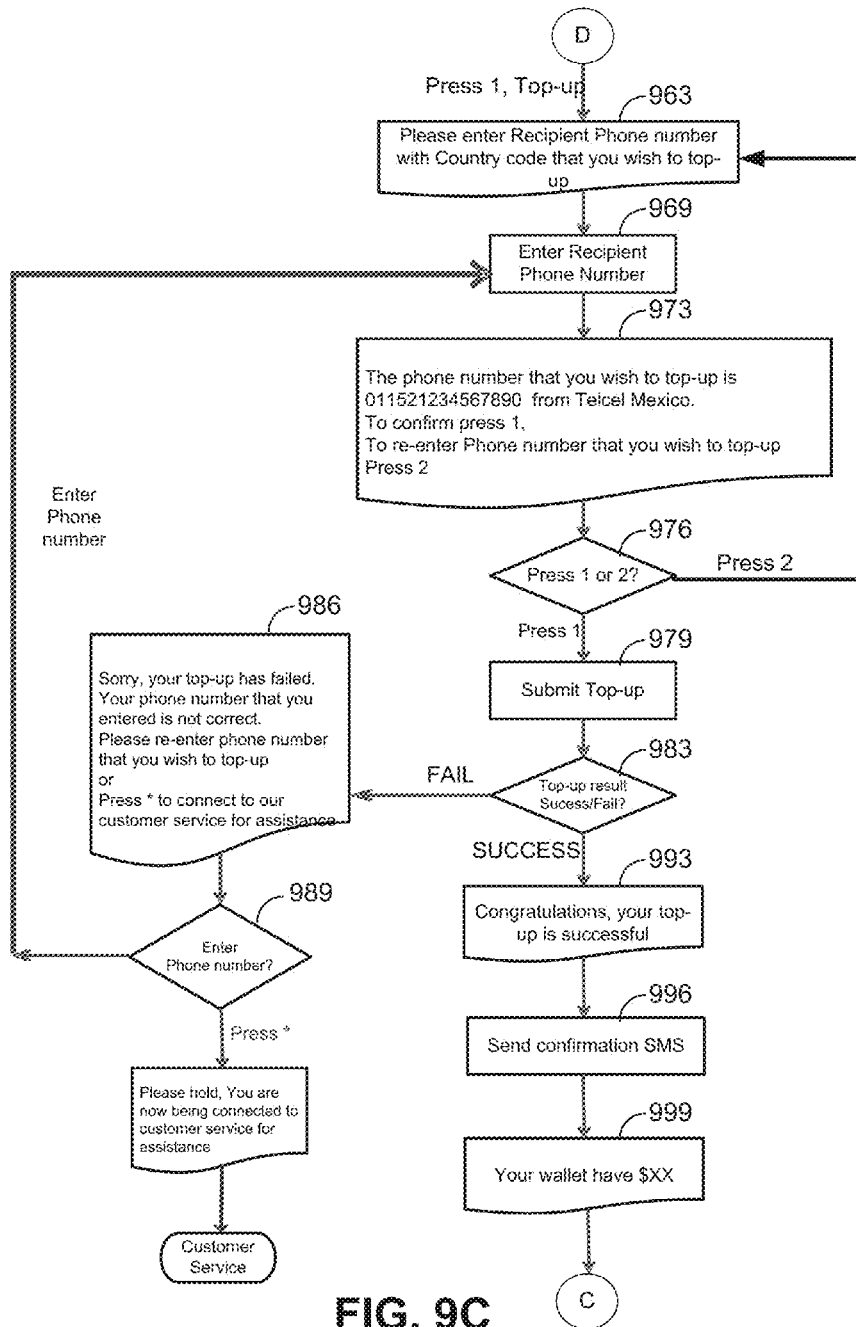 D
Press 1, Top-up
963
Please enter Recipient Phone number
with Country code that you wish to top-
up
969
Enter Recipient
Phone Number
973
The phone number that you wish to top-up is
011521234567890 from Telcel Mexico.
To confirm press 1,
To re-enter Phone number that you wish to top-up
Press 2
Enter
Phone
number
976
Press 1 or 2?
Press 2
Press 1
979
Submit Top-up
986
Sorry, your top-up has failed.
Your phone number that you
entered is not correct.
Please re-enter phone number
that you wish to top-up
or
Press * to connect to our
customer service for assistance
983
Top-up result
Sucess/Fail?
FAIL
SUCCESS
993
Congratulations, your top-
up is successful
989
Enter
Phone number?
Press *
996
Send confirmation SMS
Please hold, You are
now being connected to
customer service for
assistance
999
Your wallet have $XX
Customer
Service
C
FIG. 9C